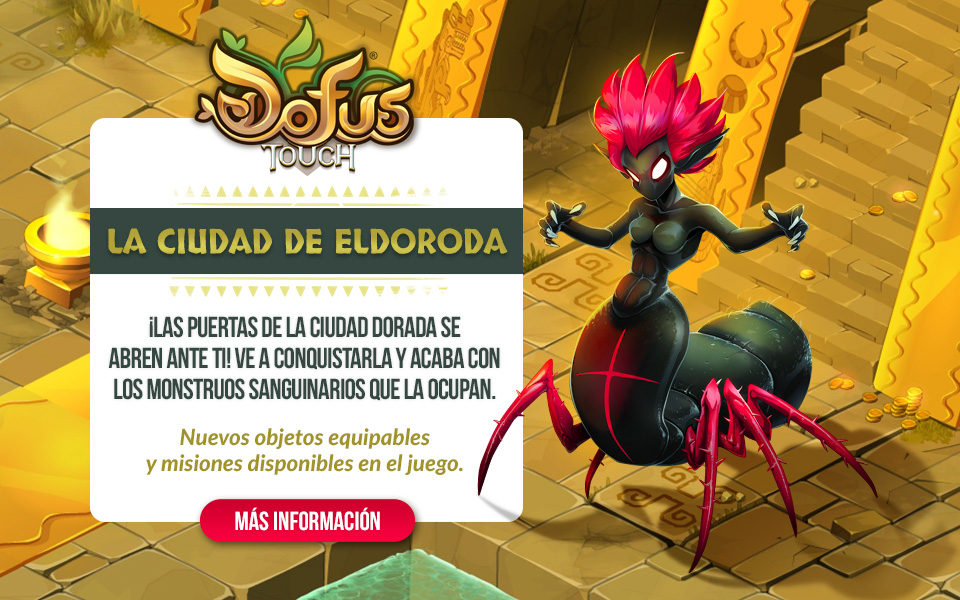 Dofus®
TOUCH
LA CIUDAD DE ELDORODA
¡LAS PUERTAS DE LA CIUDAD DORADA SE
ABREN ANTE TI! VE A CONQUISTARLA Y ACABA CON
LOS MONSTRUOS SANGUINARIOS QUE LA OCUPAN.
Nuevos objetos equipables
y misiones disponibles en el juego.
MÁS INFORMACIÓN